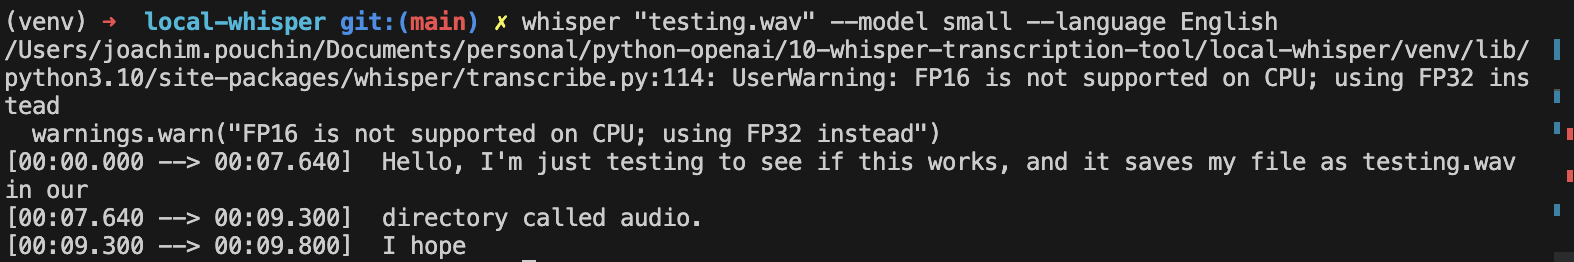 (venv) ➜  local-whisper git:(main) ✗ whisper "testing.wav" --model small --language English
/Users/joachim.pouchin/Documents/personal/python-openai/10-whisper-transcription-tool/local-whisper/venv/lib/
python3.10/site-packages/whisper/transcribe.py:114: UserWarning: FP16 is not supported on CPU; using FP32 ins
tead
  warnings.warn("FP16 is not supported on CPU; using FP32 instead")
[00:00.000 --> 00:07.640]  Hello, I'm just testing to see if this works, and it saves my file as testing.wav
in our
[00:07.640 --> 00:09.300]  directory called audio.
[00:09.300 --> 00:09.800]  I hope